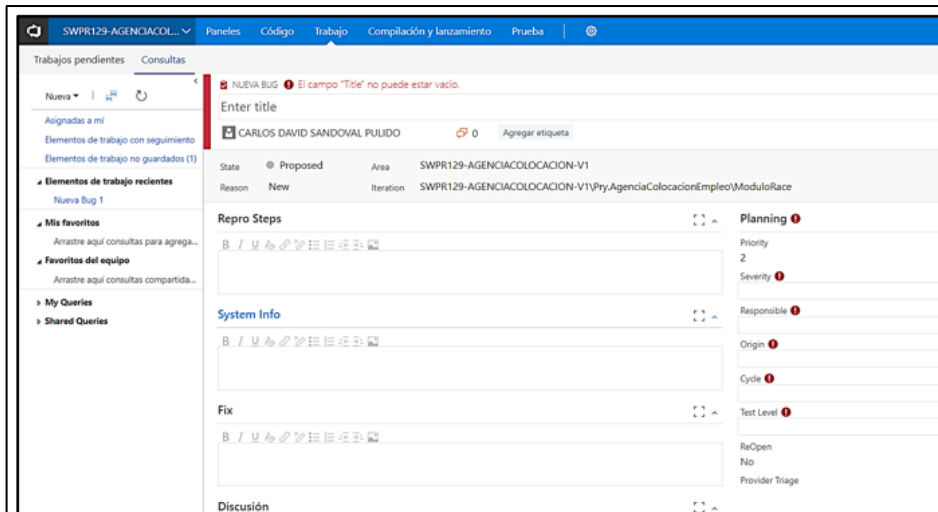 SWPR129-AGENCIACOL... Paneles Código Trabajo Compilación y lanzamiento Prueba
Trabajos pendientes Consultas
Nueva
Asignadas a mí
Elementos de trabajo con seguimiento
Elementos de trabajo no guardados (1)
Elementos de trabajo recientes
Nueva Bug 1
Mis favoritos
Arrastre aquí consultas para agrega...
Favoritos del equipo
Arrastre aquí consultas compartida...
My Queries
Shared Queries
NUEVA BUG El campo "Title" no puede estar vacío.
Enter title
CARLOS DAVID SANDOVAL PULIDO 0 Agregar etiqueta
State Proposed Area SWPR129-AGENCIACOLOCACION-V1
Reason New Iteration SWPR129-AGENCIACOLOCACION-V1\Pry.AgenciaColocacionEmpleo\ModuloRace
Repro Steps
B I U
System Info
B I U
Fix
B I U
Discusión
Planning
Priority
2
Severity
Responsible
Origin
Cycle
Test Level
ReOpen
No
Provider Triage